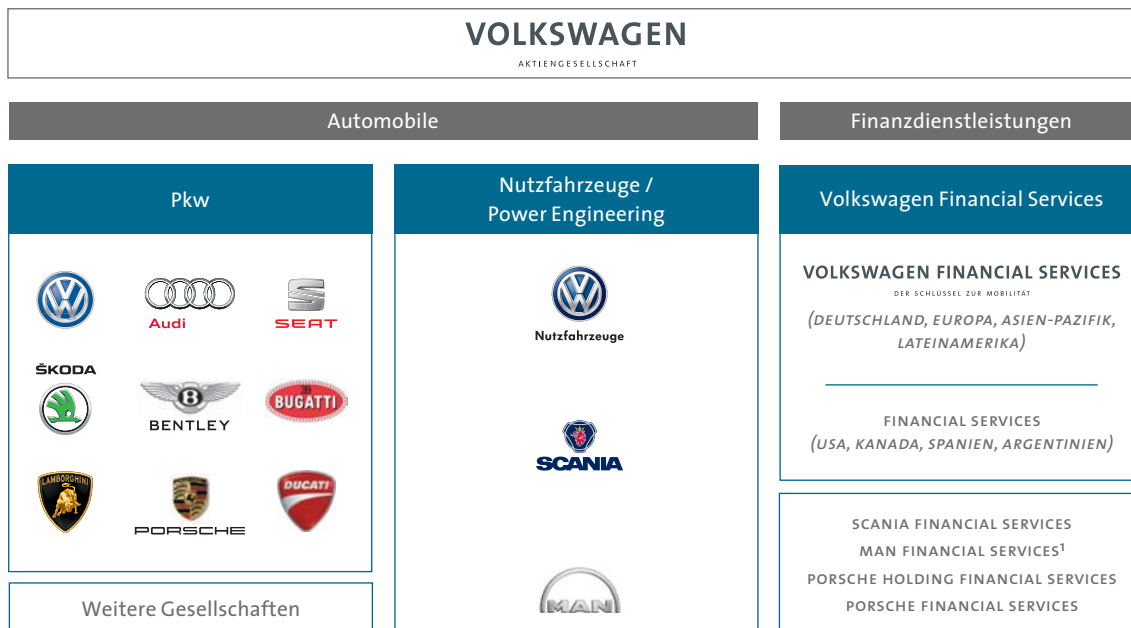 VOLKSWAGEN
AKTIENGESELLSCHAFT
Automobile
Finanzdienstleistungen
Pkw
Audi
SEAT
ŠKODA
BENTLEY
BUGATTI
LAMBORGHINI
PORSCHE
DUCATI
Weitere Gesellschaften
Nutzfahrzeuge /
Power Engineering
Nutzfahrzeuge
SCANIA
MAN
Volkswagen Financial Services
VOLKSWAGEN FINANCIAL SERVICES
DER SCHLÜSSEL ZUR MOBILITÄT
(DEUTSCHLAND, EUROPA, ASIEN-PAZIFIK,
LATEINAMERIKA)
FINANCIAL SERVICES
(USA, KANADA, SPANIEN, ARGENTINIEN)
SCANIA FINANCIAL SERVICES
MAN FINANCIAL SERVICES¹
PORSCHE HOLDING FINANCIAL SERVICES
PORSCHE FINANCIAL SERVICES